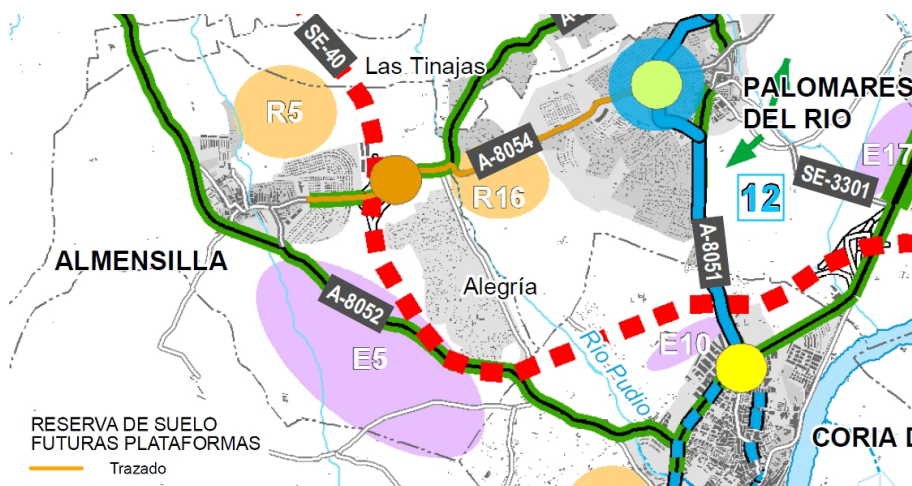 SE-40
A-
Las Tinajas
R5
PALOMARES
DEL RIO
A-8054
E17
R16
SE-3301
12
ALMENSILLA
A-8051
Alegría
A-8052
E10
E5
Río Pudio
RESERVA DE SUELO
FUTURAS PLATAFORMAS
Trazado
CORIA D